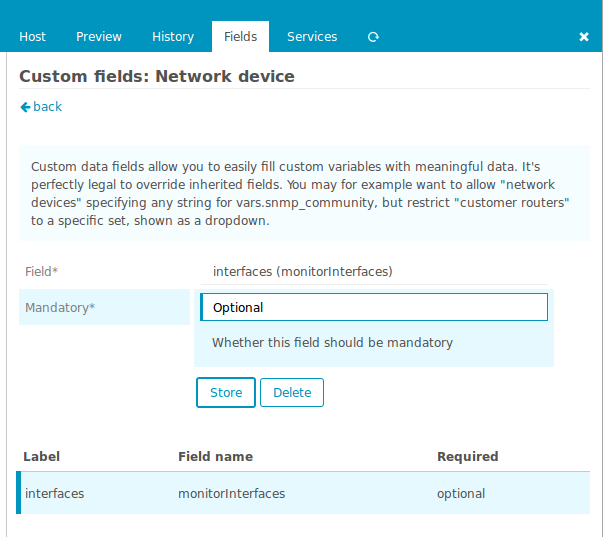 Host Preview History Fields Services
Custom fields: Network device
back
Custom data fields allow you to easily fill custom variables with meaningful data. It's
perfectly legal to override inherited fields. You may for example want to allow "network
devices" specifying any string for vars.snmp_community, but restrict "customer routers"
to a specific set, shown as a dropdown.
Field* interfaces (monitorInterfaces)
Mandatory* Optional
Whether this field should be mandatory
Store Delete
Label Field name Required
interfaces monitorInterfaces optional